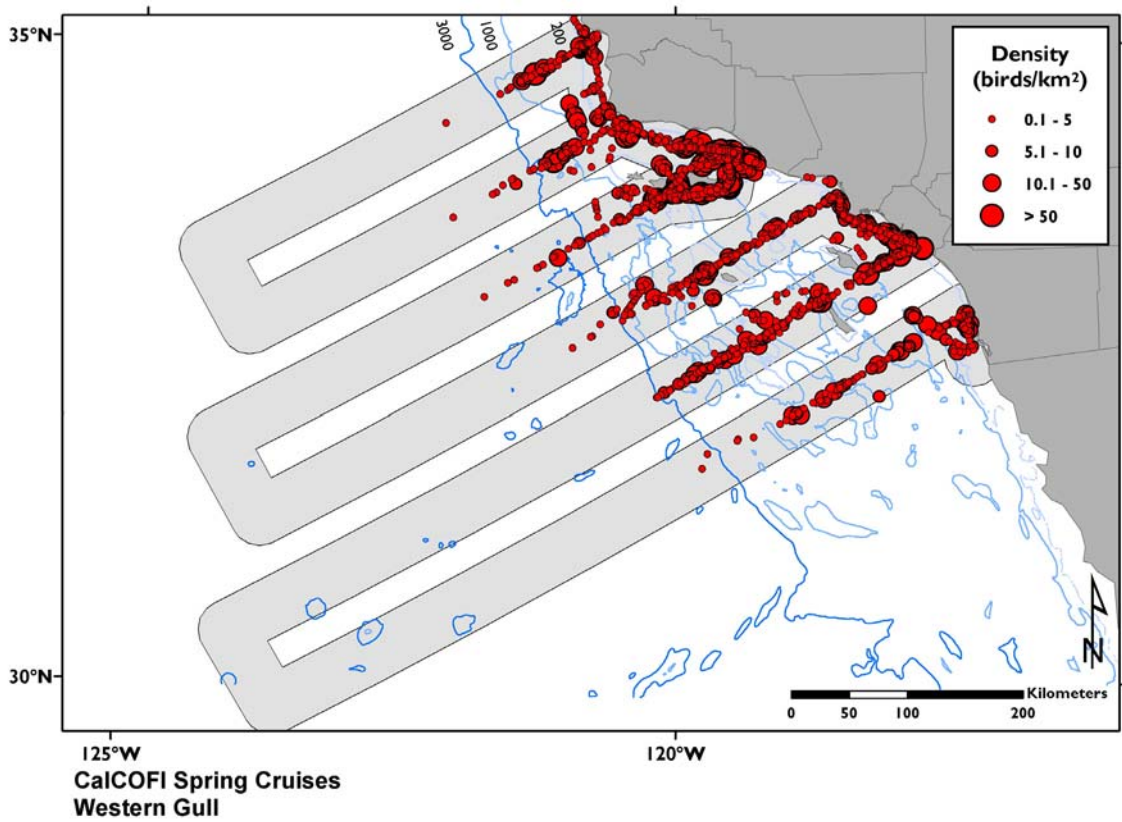 35°N
3000
1000
200
Density
(birds/km²)
0.1 - 5
5.1 - 10
10.1 - 50
> 50
N
30°N
Kilometers
0 50 100 200
125°W 120°W
CalCOFI Spring Cruises
Western Gull